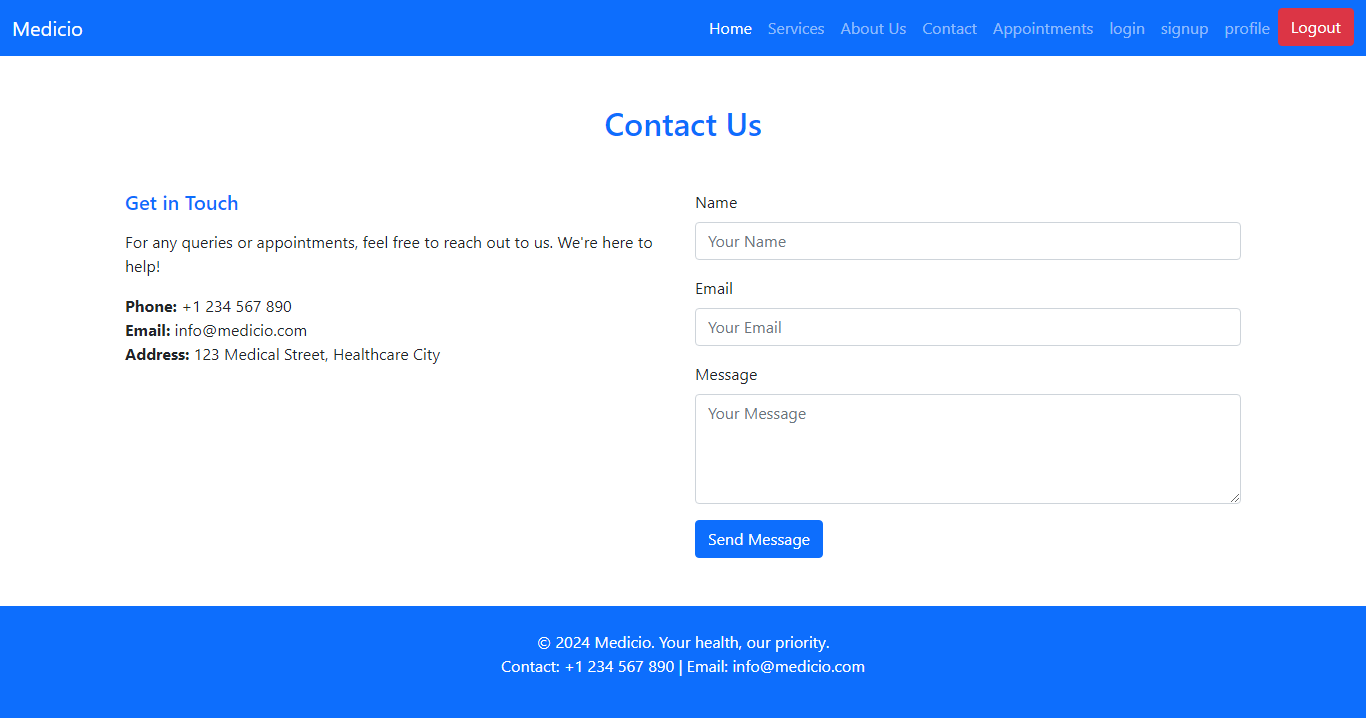 Medicio
Home Services About Us Contact Appointments login signup profile Logout
Contact Us
Get in Touch
For any queries or appointments, feel free to reach out to us. We're here to
help!
Phone: +1 234 567 890
Email: info@medicio.com
Address: 123 Medical Street, Healthcare City
Name
Your Name
Email
Your Email
Message
Your Message
Send Message
© 2024 Medicio. Your health, our priority.
Contact: +1 234 567 890 | Email: info@medicio.com